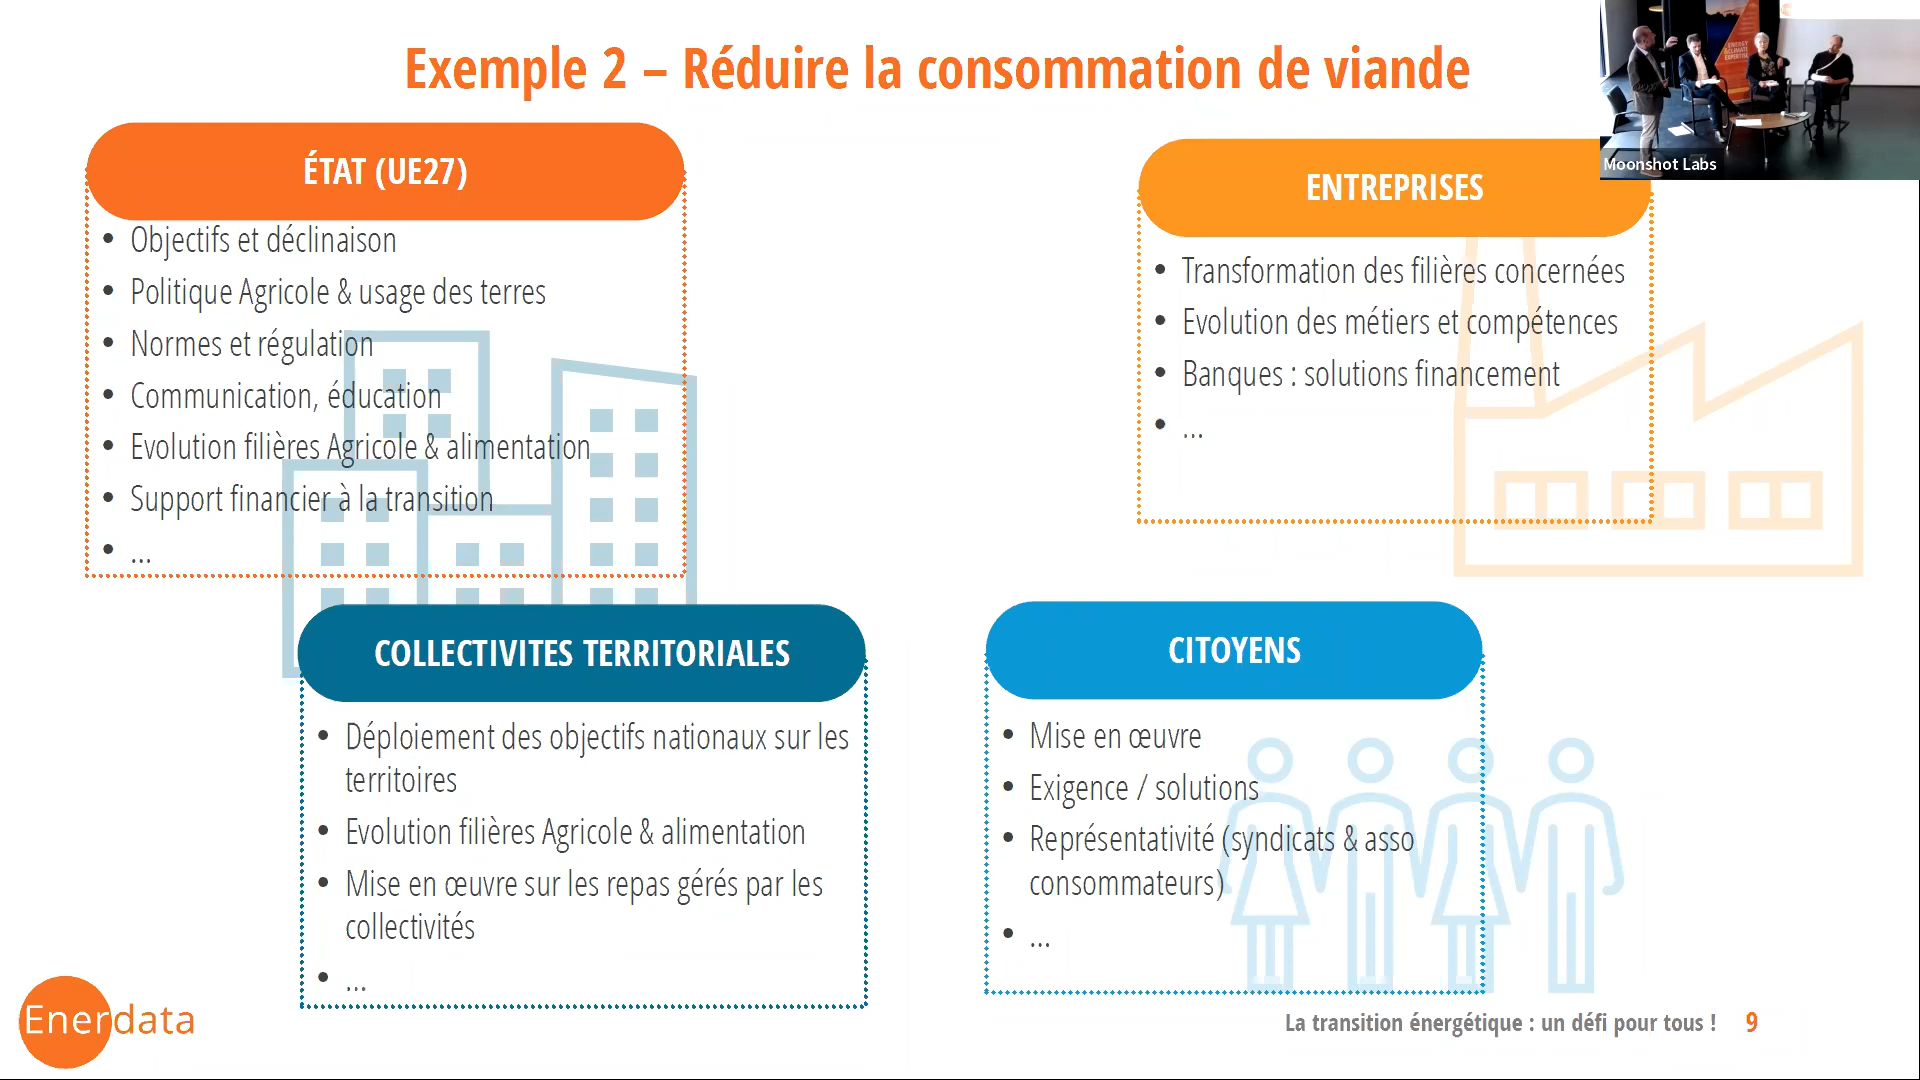 Exemple 2 – Réduire la consommation de viande
ÉTAT (UE27)
• Objectifs et déclinaison
• Politique Agricole & usage des terres
• Normes et régulation
• Communication, éducation
• Evolution filières Agricole & alimentation
• Support financier à la transition
• ...
ENTREPRISES
• Transformation des filières concernées
• Evolution des métiers et compétences
• Banques : solutions financement
• ...
COLLECTIVITES TERRITORIALES
• Déploiement des objectifs nationaux sur les
territoires
• Evolution filières Agricole & alimentation
• Mise en œuvre sur les repas gérés par les
collectivités
• ...
CITOYENS
• Mise en œuvre
• Exigence / solutions
• Représentativité (syndicats & asso
consommateurs)
• ...
ENERGY
& CLIMATE
EXPERTISE
Moonshot Labs
Enerdata
La transition énergétique : un défi pour tous ! 9